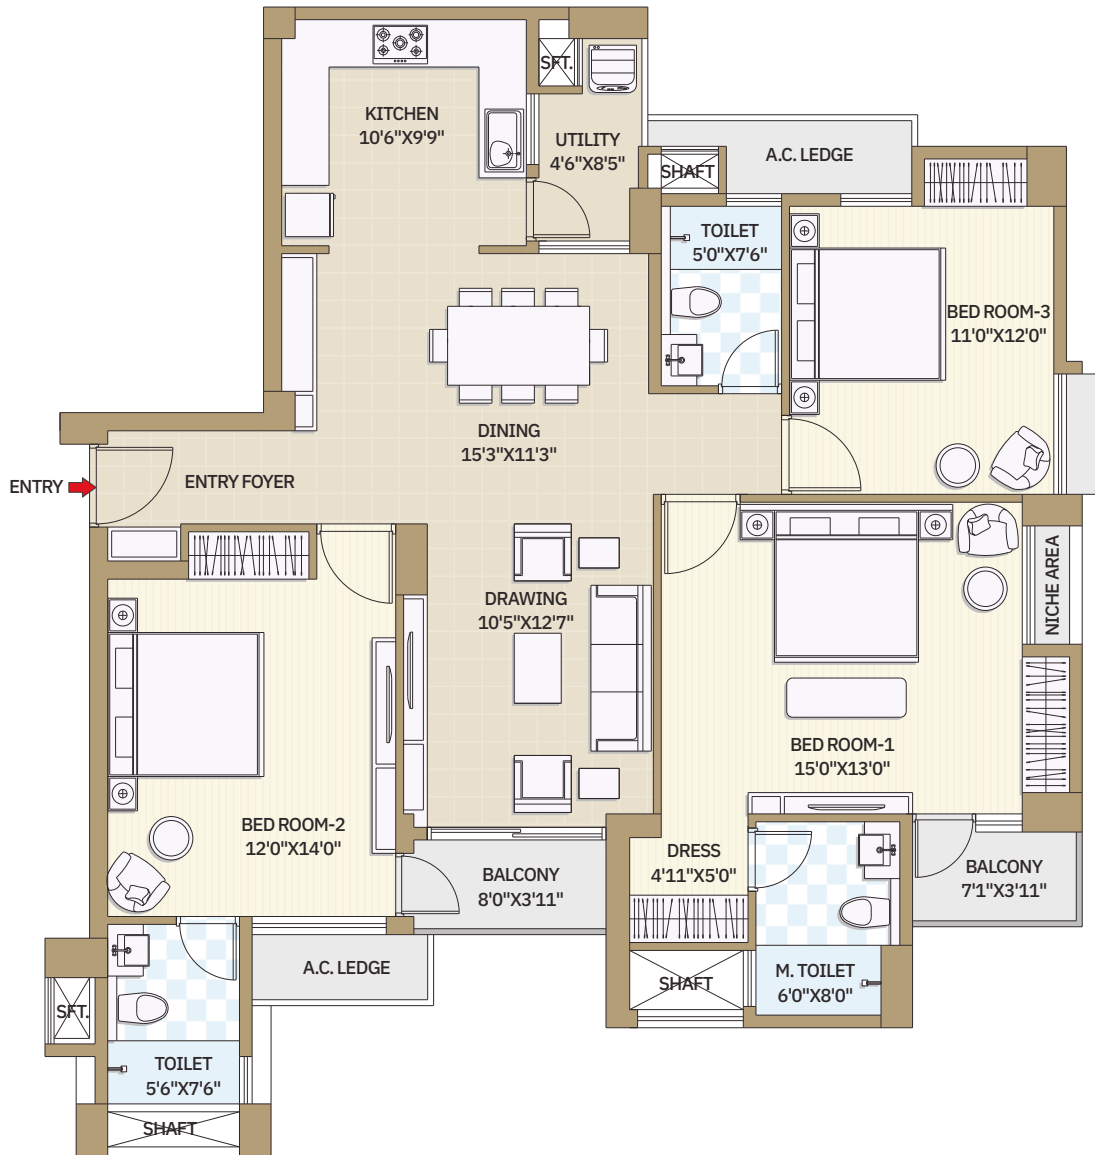 SFT.
KITCHEN
10'6"X9'9"
UTILITY
4'6"X8'5"
A.C. LEDGE
SHAFT
TOILET
5'0"X7'6"
BED ROOM-3
11'0"X12'0"
DINING
15'3"X11'3"
ENTRY
ENTRY FOYER
NICHE AREA
DRAWING
10'5"X12'7"
BED ROOM-1
15'0"X13'0"
BED ROOM-2
12'0"X14'0"
DRESS
4'11"X5'0"
BALCONY
8'0"X3'11"
BALCONY
7'1"X3'11"
A.C. LEDGE
SHAFT
M. TOILET
6'0"X8'0"
SFT.
TOILET
5'6"X7'6"
SHAFT